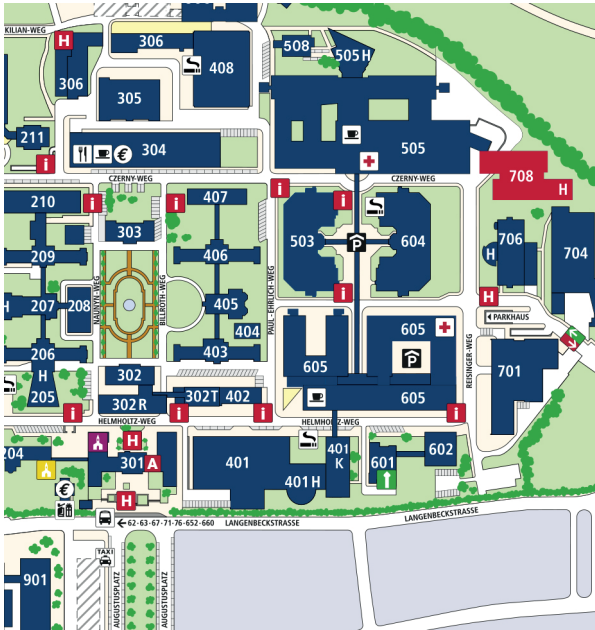 KILIAN-WEG
H
306
408
508
505 H
306
305
211
304
€
505
i
CZERNY-WEG
CZERNY-WEG
708
H
210
i
i
407
i
i
303
503
P
604
706
H
704
209
406
NAUNYN-WEG
BILLROTH-WEG
PAUL-EHRLICH-WEG
H
207
208
405
i
H
404
PARKHAUS
206
403
605
605
P
REISINGER-WEG
701
H
205
302
605
302 R
302T
402
i
i
i
i
HELMHOLTZ-WEG
HELMHOLTZ-WEG
204
H
301
A
401
401
K
601
602
€
H
401 H
62-63-67-71-76-652-660
LANGENBECKSTRASSE
LANGENBECKSTRASSE
TAXI
901
AUGUSTUSPLATZ
AUGUSTUSPLATZ